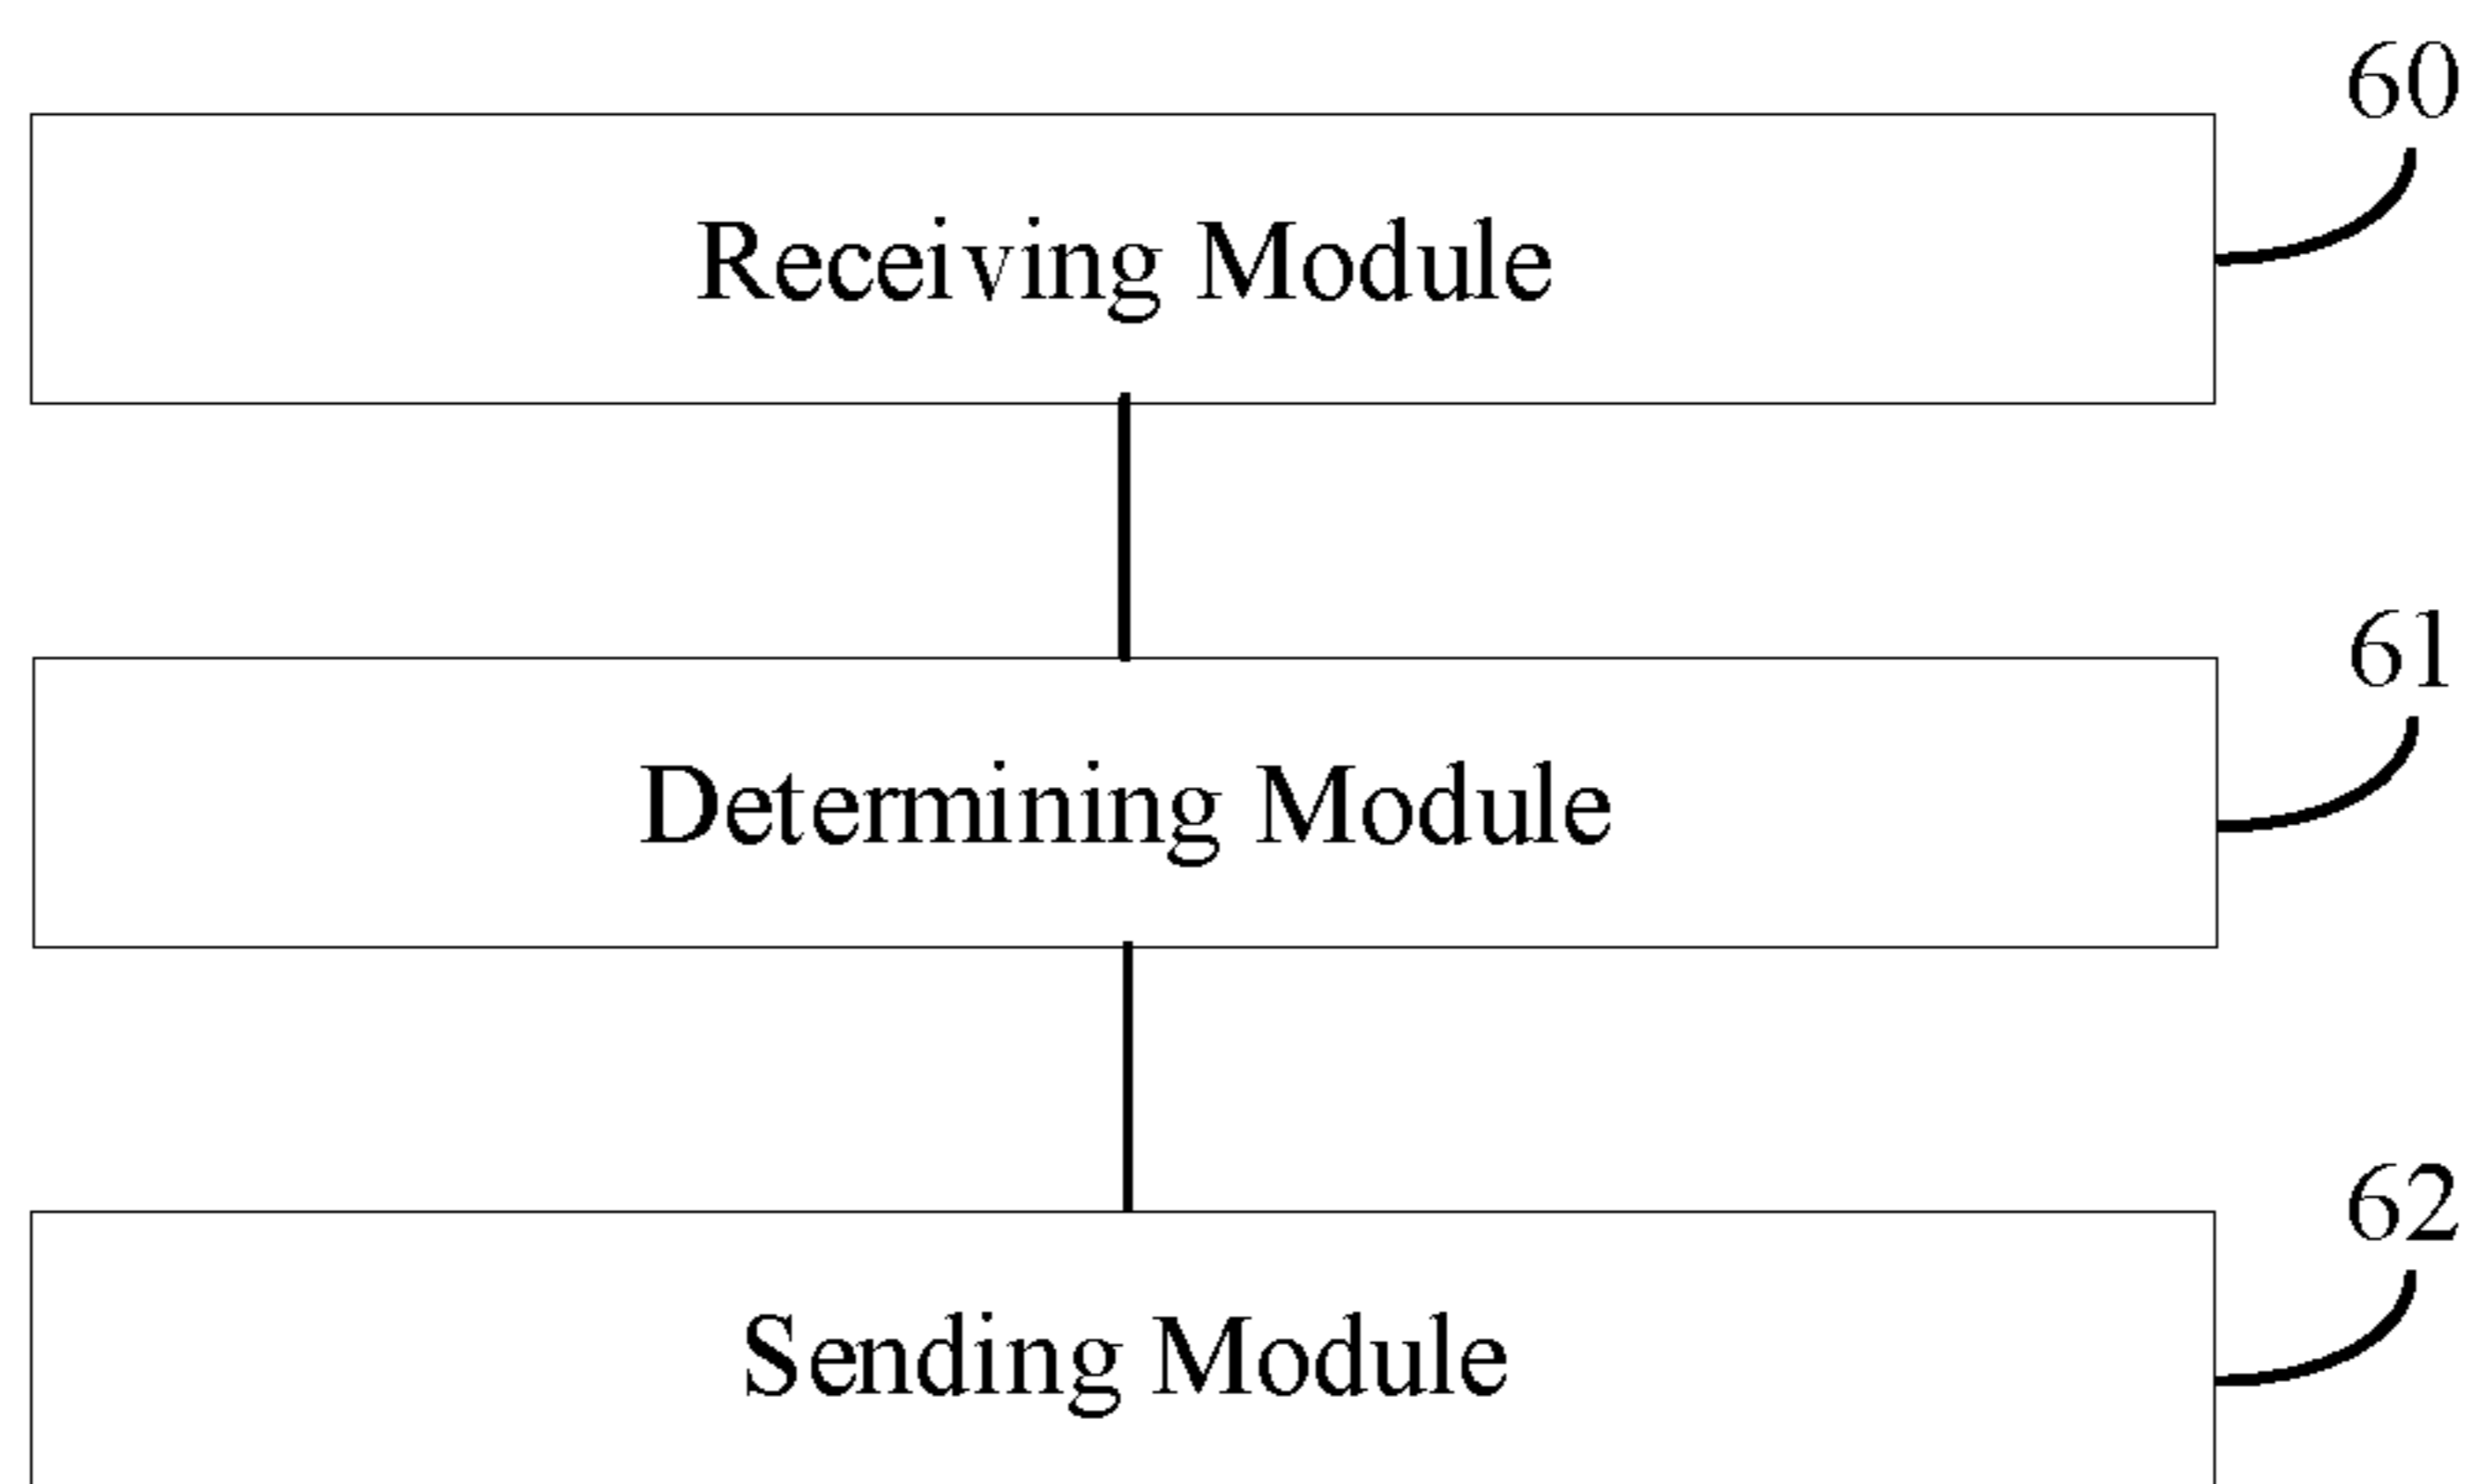 60
Receiving Module
61
Determining Module
62
Sending Module